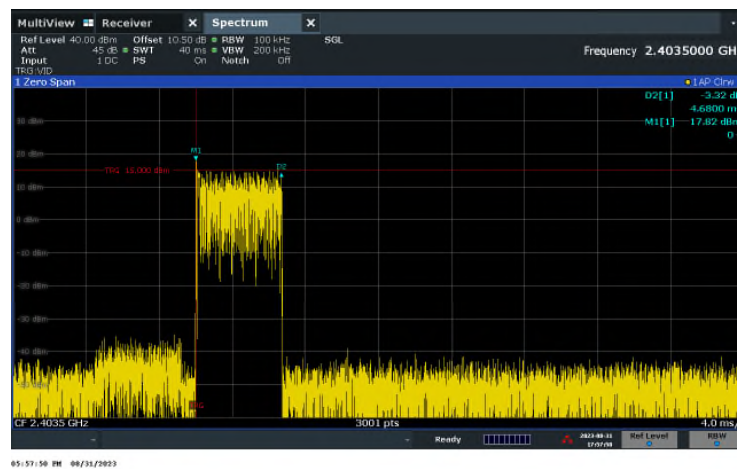 MultiView Receiver X Spectrum X
Ref Level 40.00 dBm Offset 10.50 dB RBW 100 kHz SGL
Att 45 dB SWT 40 ms VBW 200 kHz Frequency 2.4035000 GH
Input 1 DC PS On Notch Off
TRG:VID
1 Zero Span 1AP Clrw
D2[1] -3.32 d
4.6800 m
M1[1] 17.82 dBm
0
30 dBm
20 dBm
M1
D2
TRG 15.000 dBm
10 dBm
0 dBm
-10 dBm
-20 dBm
-30 dBm
-40 dBm
CF 2.4035 GHz 3001 pts 4.0 ms/
Ready 2023-08-31 Ref Level RBW
17:57:50
05:57:50 PM 08/31/2023